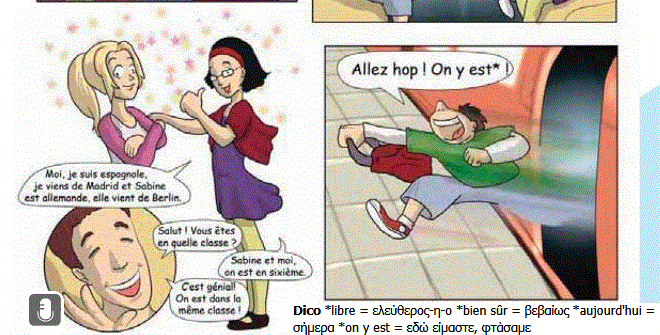 Moi, je suis espagnole,
je viens de Madrid et Sabine
est allemande, elle vient de Berlin.
Salut ! Vous êtes
en quelle classe ?
Sabine et moi,
on est en sixième.
C'est génial!
On est dans la
même classe !
Allez hop ! On y est* !
Dico *libre = ελεύθερος-η-ο *bien sûr = βεβαίως *aujourd'hui =
σήμερα *on y est = εδώ είμαστε, φτάσαμε